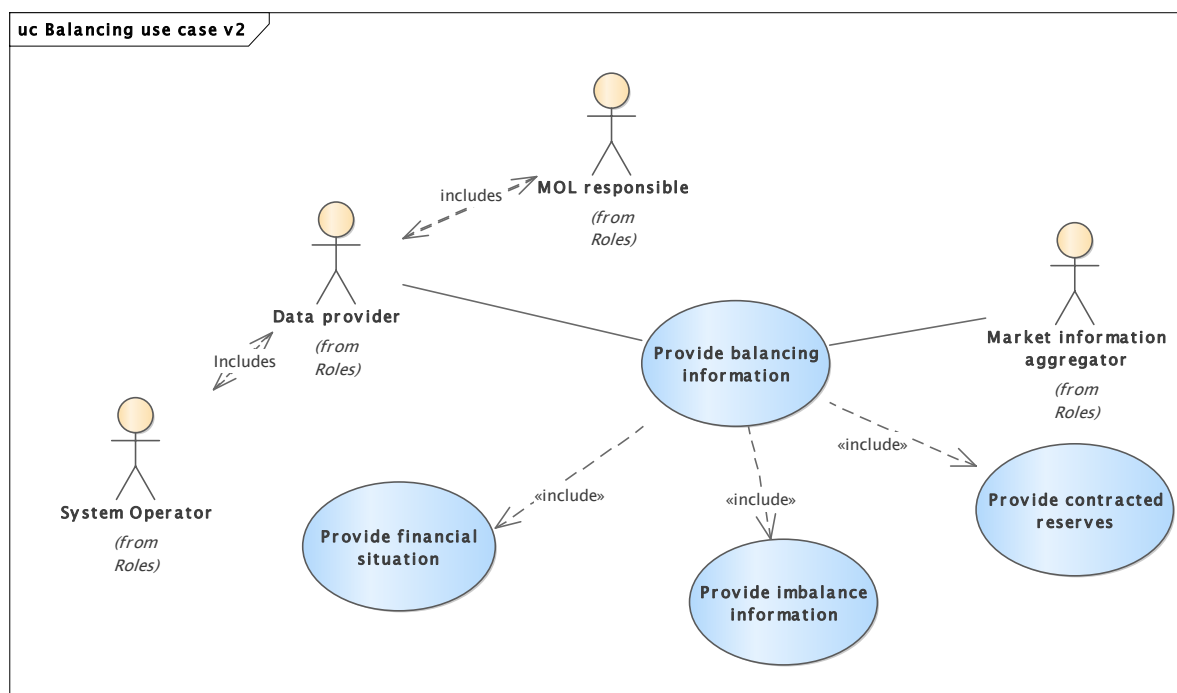 uc Balancing use case v2
MOL responsible
(from
Roles)
includes
Data provider
(from
Roles)
Includes
System Operator
(from
Roles)
Provide balancing
information
Market information
aggregator
(from
Roles)
«include»
«include»
«include»
Provide financial
situation
Provide imbalance
information
Provide contracted
reserves